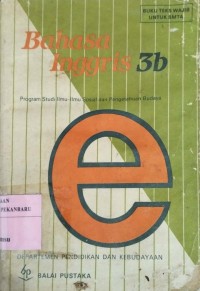 BUKU TEKS WAJIB
UNTUK SMTA
Bahasa
Inggris 3b
Program Studi Ilmu-Ilmu Sosial dan Pengetahuan Budaya
e
PEKANBARU
DEPARTEMEN PENDIDIKAN DAN KEBUDAYAAN
BALAI PUSTAKA